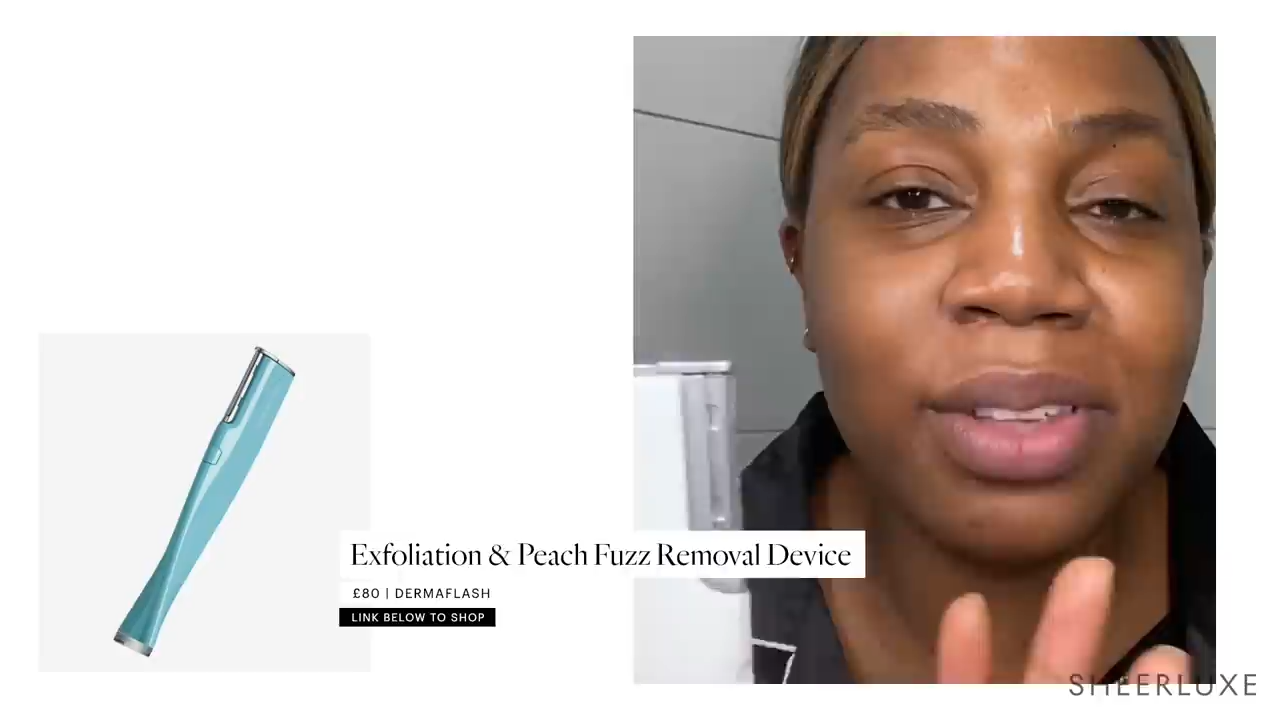 Exfoliation & Peach Fuzz Removal Device
£80 | DERMAFLASH
LINK BELOW TO SHOP
SHEERLUXE